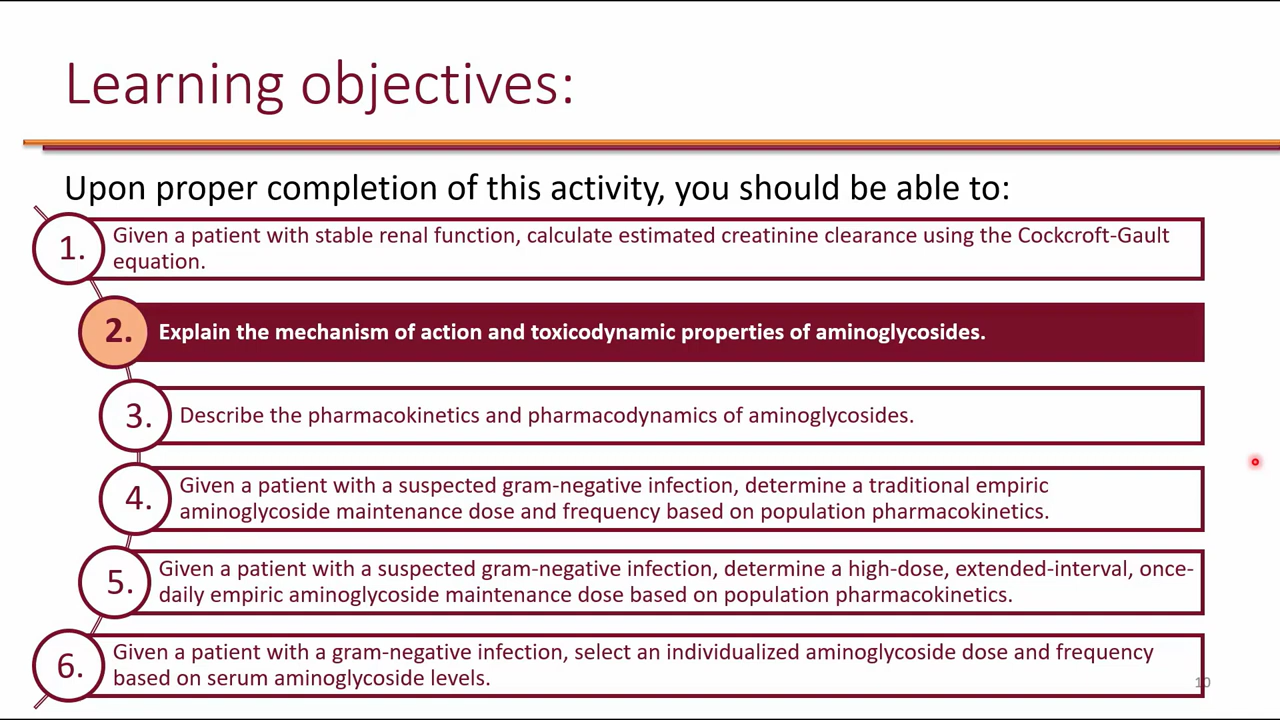 Learning objectives:
Upon proper completion of this activity, you should be able to:
1.
Given a patient with stable renal function, calculate estimated creatinine clearance using the Cockcroft-Gault
equation.
2.
Explain the mechanism of action and toxicodynamic properties of aminoglycosides.
3.
Describe the pharmacokinetics and pharmacodynamics of aminoglycosides.
4.
Given a patient with a suspected gram-negative infection, determine a traditional empiric
aminoglycoside maintenance dose and frequency based on population pharmacokinetics.
5.
Given a patient with a suspected gram-negative infection, determine a high-dose, extended-interval, once-
daily empiric aminoglycoside maintenance dose based on population pharmacokinetics.
6.
Given a patient with a gram-negative infection, select an individualized aminoglycoside dose and frequency
based on serum aminoglycoside levels.
10